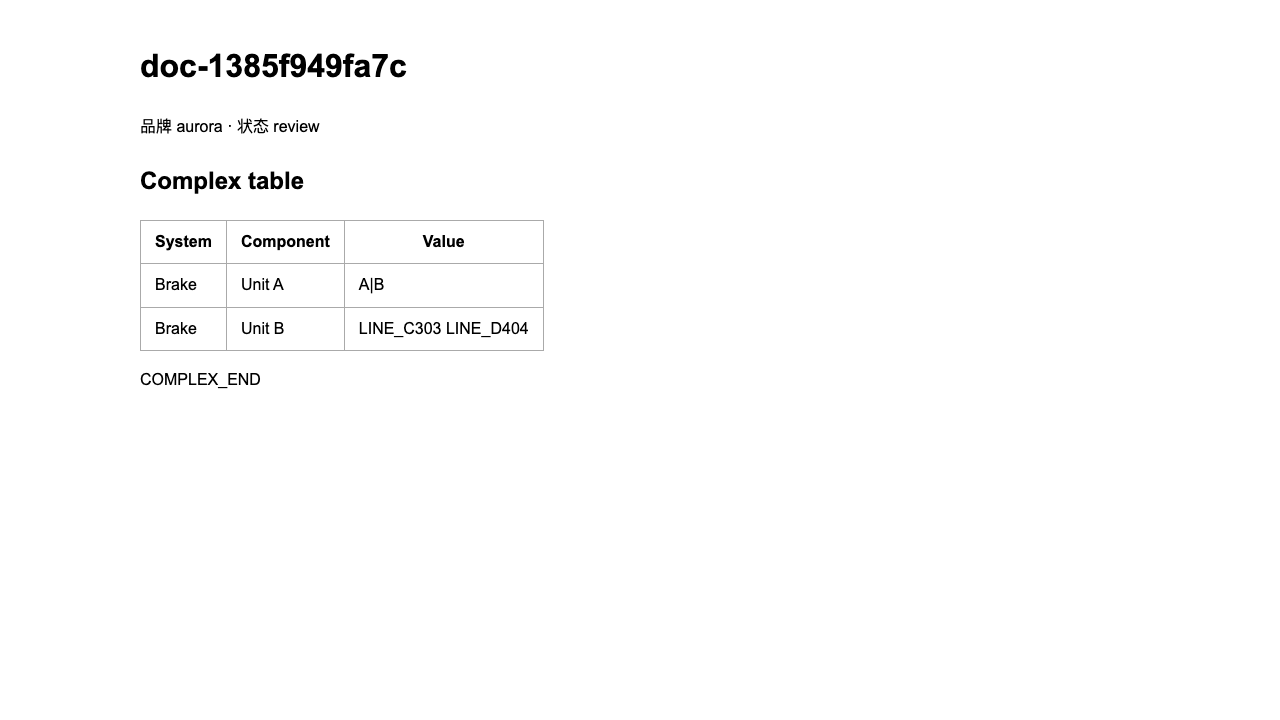 doc-1385f949fa7c
品牌 aurora · 状态 review
Complex table
System Component Value
Brake Unit A A|B
Brake Unit B LINE_C303 LINE_D404
COMPLEX_END